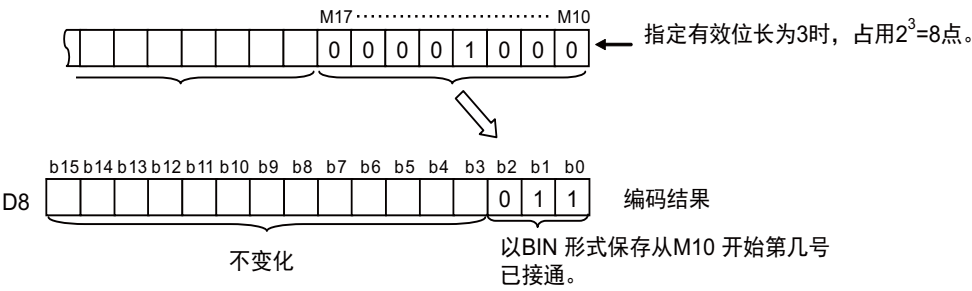 M17 ⋯⋯⋯⋯⋯⋯⋯⋯ M10
0 0 0 0 1 0 0 0
指定有效位长为3时，占用2³=8点。
b15 b14 b13 b12 b11 b10 b9 b8 b7 b6 b5 b4 b3 b2 b1 b0
D8 0 1 1 编码结果
不变化
以BIN 形式保存从M10 开始第几号
已接通。